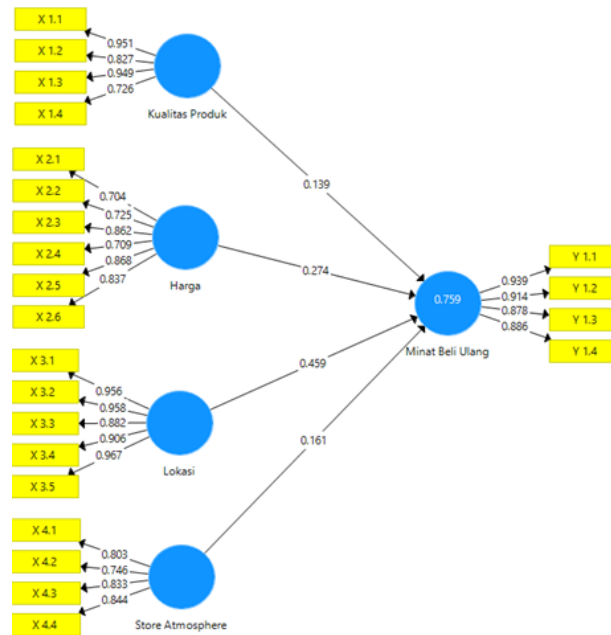 X 1.1
X 1.2
X 1.3
X 1.4
0.951
0.827
0.949
0.726
Kualitas Produk
0.139
X 2.1
X 2.2
X 2.3
X 2.4
X 2.5
X 2.6
0.704
0.725
0.862
0.709
0.868
0.837
Harga
0.274
X 3.1
X 3.2
X 3.3
X 3.4
X 3.5
0.956
0.958
0.882
0.906
0.967
Lokasi
0.459
X 4.1
X 4.2
X 4.3
X 4.4
0.803
0.746
0.833
0.844
Store Atmosphere
0.161
0.759
Minat Beli Ulang
0.939
0.914
0.878
0.886
Y 1.1
Y 1.2
Y 1.3
Y 1.4